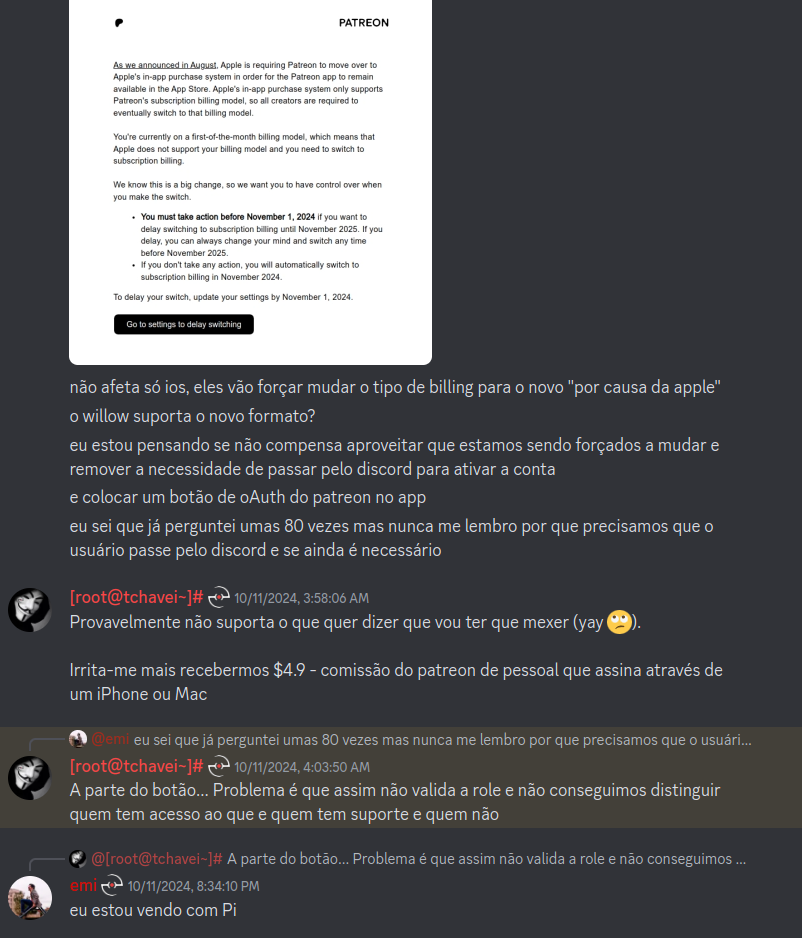 PATREON
As we announced in August, Apple is requiring Patreon to move over to
Apple's in-app purchase system in order for the Patreon app to remain
available in the App Store. Apple's in-app purchase system only supports
Patreon's subscription billing model, so all creators are required to
eventually switch to that billing model.
You're currently on a first-of-the-month billing model, which means that
Apple does not support your billing model and you need to switch to
subscription billing.
We know this is a big change, so we want you to have control over when
you make the switch.
• You must take action before November 1, 2024 if you want to
delay switching to subscription billing until November 2025. If you
delay, you can always change your mind and switch any time
before November 2025.
• If you don't take any action, you will automatically switch to
subscription billing in November 2024.
To delay your switch, update your settings by November 1, 2024.
Go to settings to delay switching
não afeta só ios, eles vão forçar mudar o tipo de billing para o novo "por causa da apple"
o willow suporta o novo formato?
eu estou pensando se não compensa aproveitar que estamos sendo forçados a mudar e
remover a necessidade de passar pelo discord para ativar a conta
e colocar um botão de oAuth do patreon no app
eu sei que já perguntei umas 80 vezes mas nunca me lembro por que precisamos que o
usuário passe pelo discord e se ainda é necessário
[root@tchavei~]# 10/11/2024, 3:58:06 AM
Provavelmente não suporta o que quer dizer que vou ter que mexer (yay 🙄).
Irrita-me mais recebermos $4.9 - comissão do patreon de pessoal que assina através de
um iPhone ou Mac
@emi eu sei que já perguntei umas 80 vezes mas nunca me lembro por que precisamos que o usuári...
[root@tchavei~]# 10/11/2024, 4:03:50 AM
A parte do botão... Problema é que assim não valida a role e não conseguimos distinguir
quem tem acesso ao que e quem tem suporte e quem não
@[root@tchavei~]# A parte do botão... Problema é que assim não valida a role e não conseguimos ...
emi 10/11/2024, 8:34:10 PM
eu estou vendo com Pi